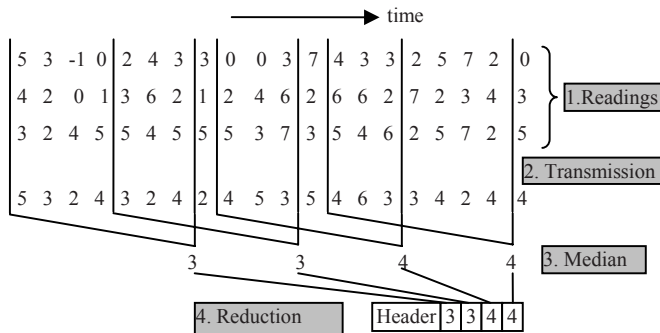 time
5 3 -1 0 2 4 3 3 0 0 3 7 4 3 3 2 5 7 2 0
4 2 0 1 3 6 2 1 2 4 6 2 6 6 2 7 2 3 4 3
1.Readings
3 2 4 5 5 4 5 5 5 3 7 3 5 4 6 2 5 7 2 5
2. Transmission
5 3 2 4 3 2 4 2 4 5 3 5 4 6 3 3 4 2 4 4
3 3 4 4 3. Median
4. Reduction Header 3 3 4 4